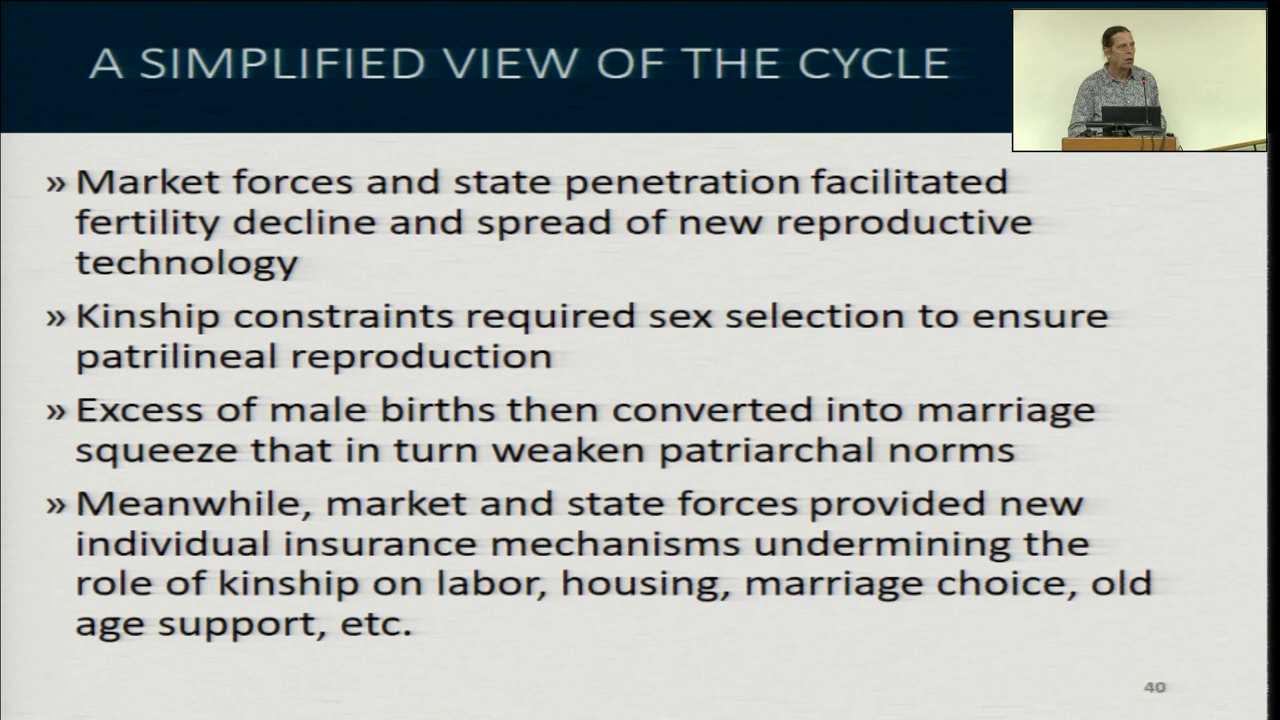 A SIMPLIFIED VIEW OF THE CYCLE
» Market forces and state penetration facilitated
fertility decline and spread of new reproductive
technology
» Kinship constraints required sex selection to ensure
patrilineal reproduction
» Excess of male births then converted into marriage
squeeze that in turn weaken patriarchal norms
» Meanwhile, market and state forces provided new
individual insurance mechanisms undermining the
role of kinship on labor, housing, marriage choice, old
age support, etc.
40